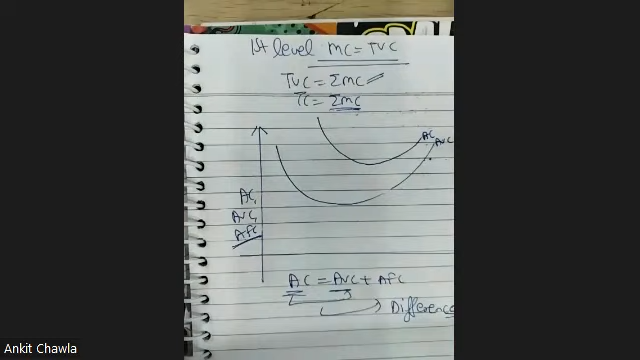 1st level MC = TVC
TVC = ΣMC
TC = ΣMC
AC
AVC
AC,
AVC,
AFC
AC = AVC + AFC
Difference
Ankit Chawla